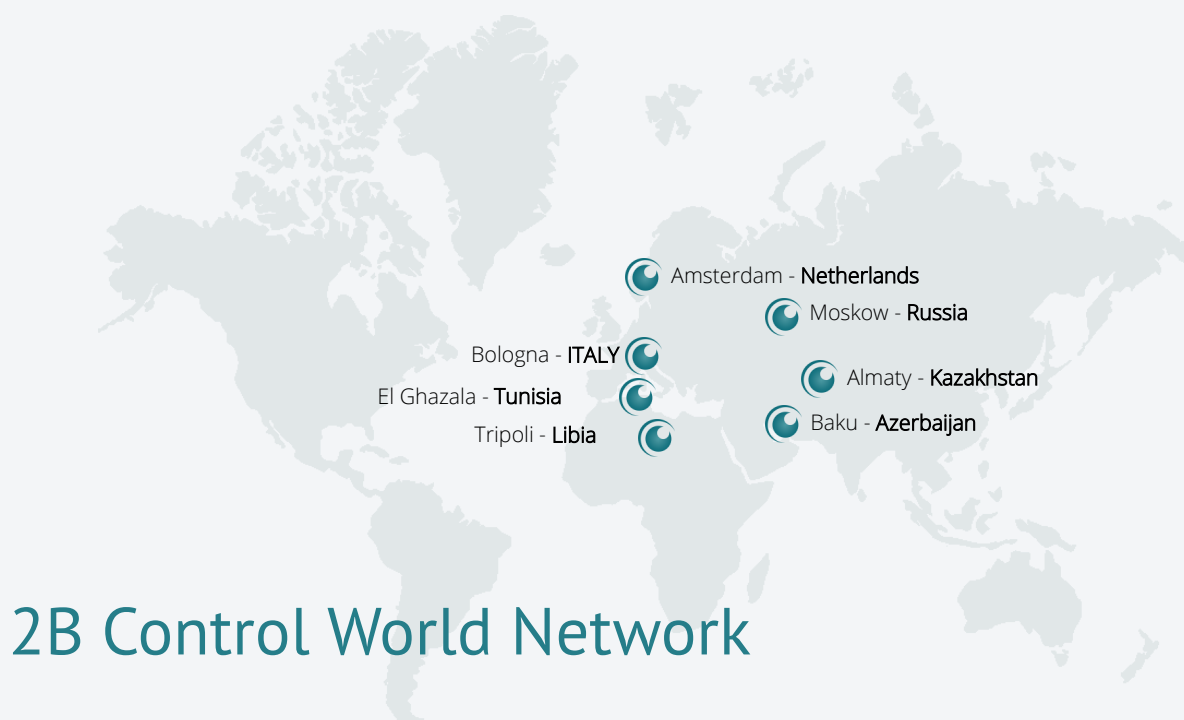 Amsterdam - Netherlands
Moskow - Russia
Bologna - ITALY
Almaty - Kazakhstan
El Ghazala - Tunisia
Baku - Azerbaijan
Tripoli - Libia
2B Control World Network